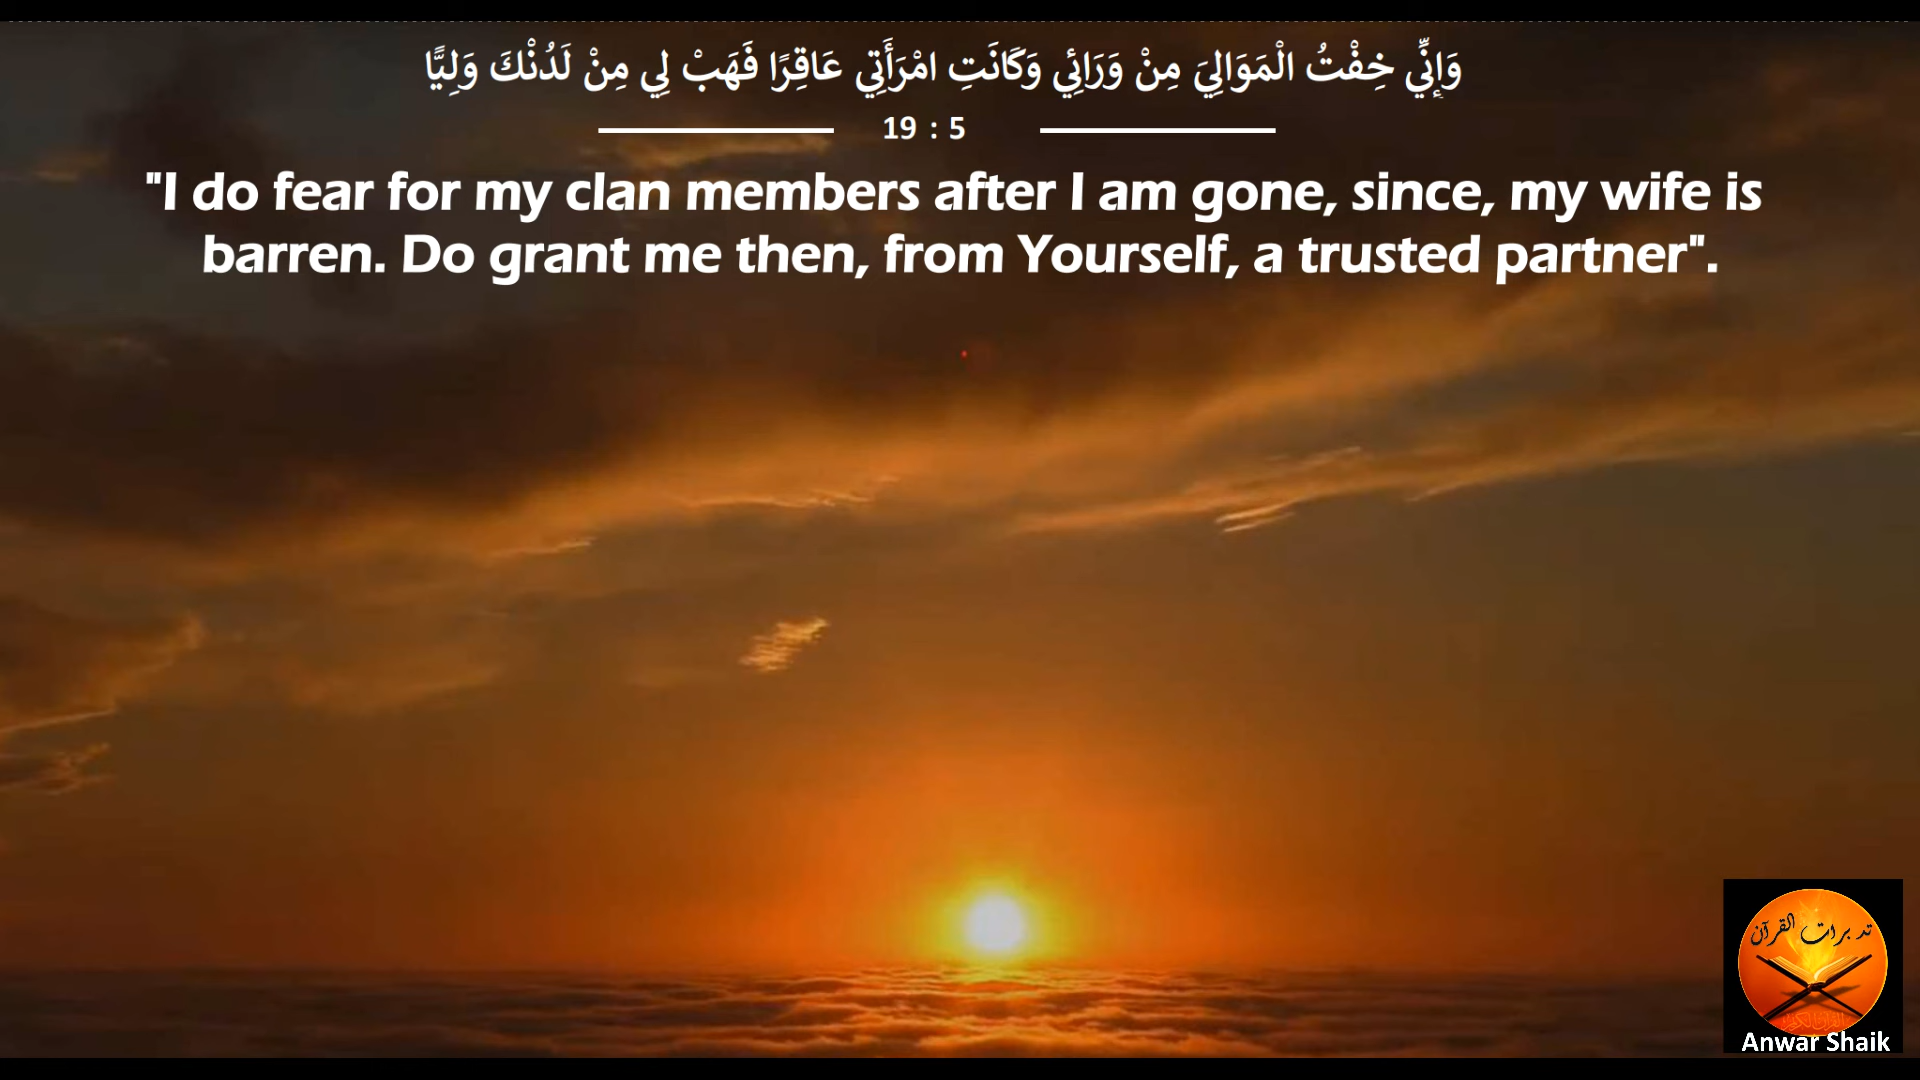 وَإِنِّي خِفْتُ الْمَوَالِيَ مِنْ وَرَائِي وَكَانَتِ امْرَأَتِي عَاقِرًا فَهَبْ لِي مِنْ لَدُنْكَ وَلِيًّا
19 : 5
"I do fear for my clan members after I am gone, since, my wife is
barren. Do grant me then, from Yourself, a trusted partner".
تدبرات القرآن
Anwar Shaik